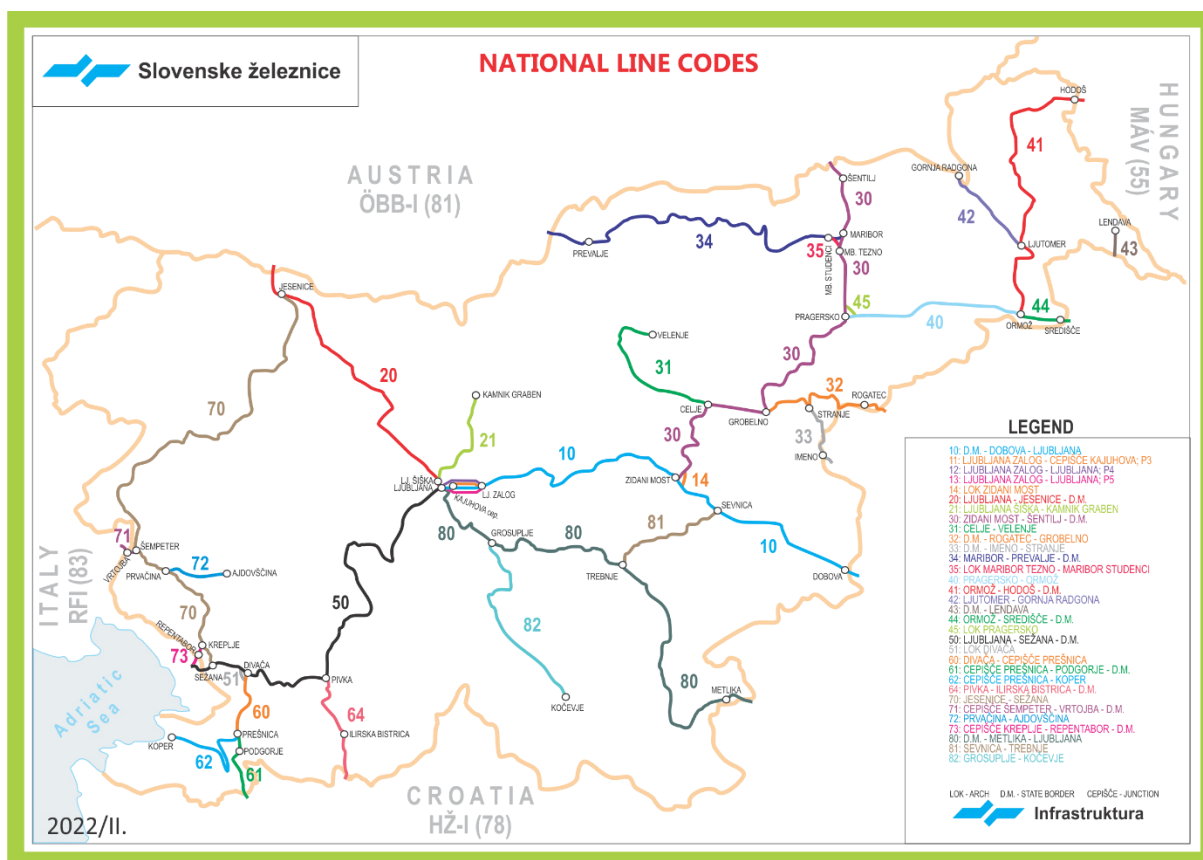 Slovenske železnice
NATIONAL LINE CODES
HUNGARY
MÁV (55)
AUSTRIA
ÖBB-I (81)
ITALY
RFI (83)
CROATIA
HŽ-I (78)
Adriatic
Sea
HODOŠ
41
GORNJA RADGONA
ŠENTILJ
30
42
LENDAVA
43
LJUTOMER
MARIBOR
34
35
PREVALJE
MB. TEZNO
MB. STUDENCI
30
JESENICE
45
PRAGERSKO
40
ORMOŽ
44
SREDIŠČE
VELENJE
31
30
20
70
32
ROGATEC
KAMNIK GRABEN
CELJE
GROBELNO
STRANJE
33
21
30
IMENO
10
LJ. ŠIŠKA
LJUBLJANA
KAJUHOVA cep.
LJ. ZALOG
ZIDANI MOST
14
SEVNICA
81
80
GROSUPLJE
80
10
71
ŠEMPETER
VRTOJBA
72
PRVAČINA
AJDOVŠČINA
TREBNJE
DOBOVA
50
70
82
REPENTABOR
KREPLJE
73
SEŽANA
51
DIVAČA
PIVKA
KOČEVJE
80
METLIKA
60
64
PREŠNICA
ILIRSKA BISTRICA
KOPER
PODGORJE
62
61
LEGEND
10: D.M. - DOBOVA - LJUBLJANA
11: LJUBLJANA ZALOG - CEPIŠČE KAJUHOVA; P3
12: LJUBLJANA ZALOG - LJUBLJANA; P4
13: LJUBLJANA ZALOG - LJUBLJANA; P5
14: LOK ZIDANI MOST
20: LJUBLJANA - JESENICE - D.M.
21: LJUBLJANA ŠIŠKA - KAMNIK GRABEN
30: ZIDANI MOST - ŠENTILJ - D.M.
31: CELJE - VELENJE
32: D.M. - ROGATEC - GROBELNO
33: D.M. - IMENO - STRANJE
34: MARIBOR - PREVALJE - D.M.
35: LOK MARIBOR TEZNO - MARIBOR STUDENCI
40: PRAGERSKO - ORMOŽ
41: ORMOŽ - HODOŠ - D.M.
42: LJUTOMER - GORNJA RADGONA
43: D.M. - LENDAVA
44: ORMOŽ - SREDIŠČE - D.M.
45: LOK PRAGERSKO
50: LJUBLJANA - SEŽANA - D.M.
51: LOK DIVAČA
60: DIVAČA - CEPIŠČE PREŠNICA
61: CEPIŠČE PREŠNICA - PODGORJE - D.M.
62: CEPIŠČE PREŠNICA - KOPER
64: PIVKA - ILIRSKA BISTRICA - D.M.
70: JESENICE - SEŽANA
71: CEPIŠČE ŠEMPETER - VRTOJBA - D.M.
72: PRVAČINA - AJDOVŠČINA
73: CEPIŠČE KREPLJE - REPENTABOR - D.M.
80: D.M. - METLIKA - LJUBLJANA
81: SEVNICA - TREBNJE
82: GROSUPLJE - KOČEVJE
LOK - ARCH D.M. - STATE BORDER CEPIŠČE - JUNCTION
Infrastruktura
2022/II.